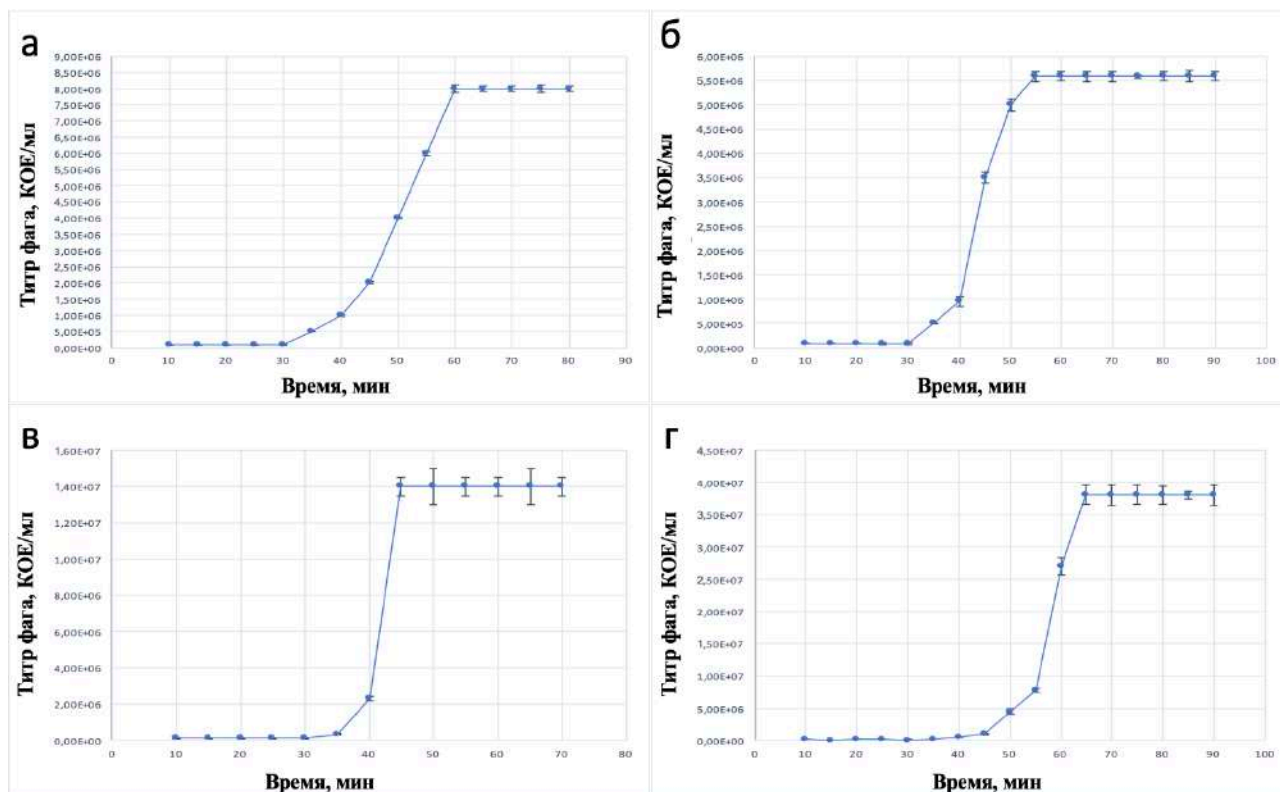 а
Титр фага, КОЕ/мл
9,00E+06
8,50E+06
8,00E+06
7,50E+06
7,00E+06
6,50E+06
6,00E+06
5,50E+06
5,00E+06
4,50E+06
4,00E+06
3,50E+06
3,00E+06
2,50E+06
2,00E+06
1,50E+06
1,00E+06
5,00E+05
0,00E+00
0 10 20 30 40 50 60 70 80 90
Время, мин
б
Титр фага, КОЕ/мл
6,00E+06
5,50E+06
5,00E+06
4,50E+06
4,00E+06
3,50E+06
3,00E+06
2,50E+06
2,00E+06
1,50E+06
1,00E+06
5,00E+05
0,00E+00
0 10 20 30 40 50 60 70 80 90 100
Время, мин
в
Титр фага, КОЕ/мл
1,60E+07
1,40E+07
1,20E+07
1,00E+07
8,00E+06
6,00E+06
4,00E+06
2,00E+06
0,00E+00
0 10 20 30 40 50 60 70 80
Время, мин
г
Титр фага, КОЕ/мл
4,50E+07
4,00E+07
3,50E+07
3,00E+07
2,50E+07
2,00E+07
1,50E+07
1,00E+07
5,00E+06
0,00E+00
0 10 20 30 40 50 60 70 80 90 100
Время, мин